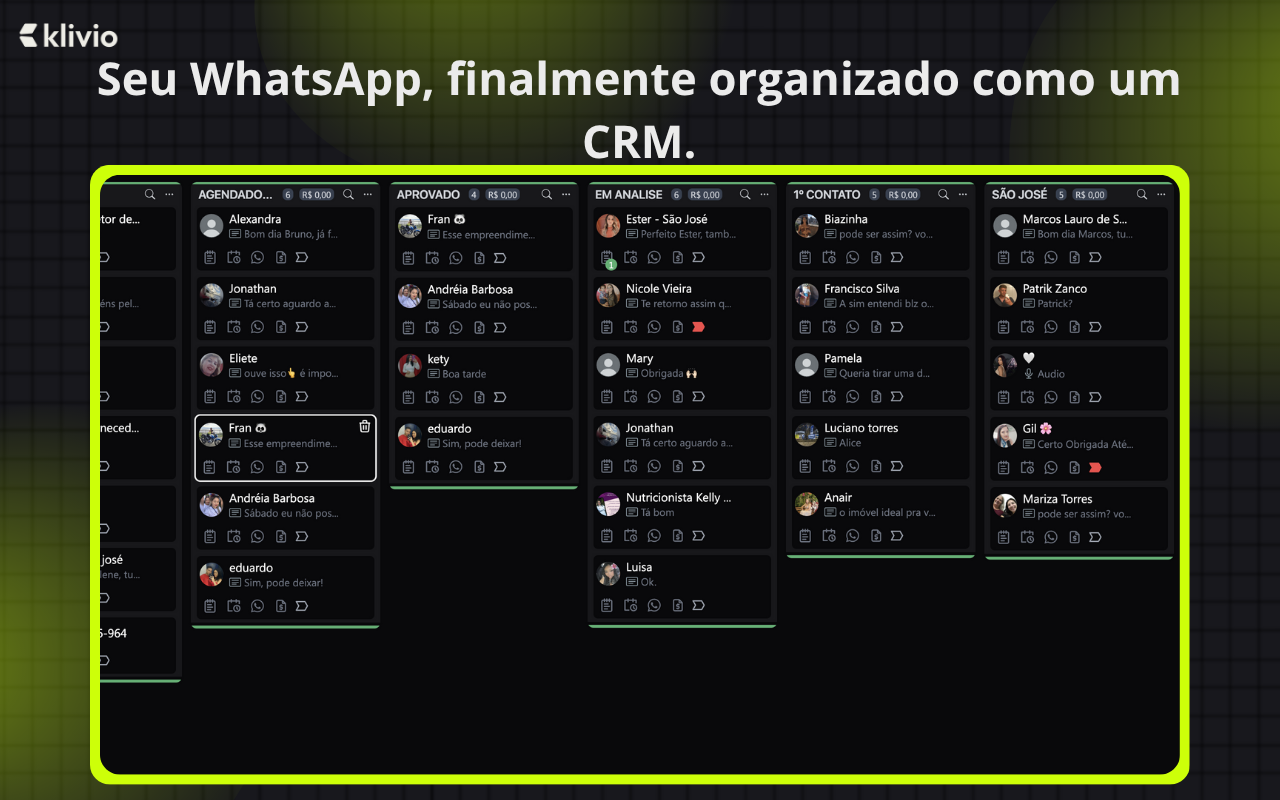 klivio
Seu WhatsApp, finalmente organizado como um
CRM.
...
tor de...
éns pel...
neced...
josé
lene, tu...
5-964
AGENDADO... 6 R$ 0,00 ...
Alexandra
Bom dia Bruno, já f...
Jonathan
Tá certo aguardo a...
Eliete
ouve isso👆 é impo...
Fran 🐼
Esse empreendime...
Andréia Barbosa
Sábado eu não pos...
eduardo
Sim, pode deixar!
APROVADO 4 R$ 0,00 ...
Fran 🐼
Esse empreendime...
Andréia Barbosa
Sábado eu não pos...
kety
Boa tarde
eduardo
Sim, pode deixar!
EM ANALISE 6 R$ 0,00 ...
Ester - São José
Perfeito Ester, tamb...
1
Nicole Vieira
Te retorno assim q...
Mary
Obrigada 🙌
Jonathan
Tá certo aguardo a...
Nutricionista Kelly ...
Tá bom
Luisa
Ok.
1º CONTATO 5 R$ 0,00 ...
Biazinha
pode ser assim? vo...
Francisco Silva
A sim entendi blz o...
Pamela
Queria tirar uma d...
Luciano torres
Alice
Anair
o imóvel ideal pra v...
SÃO JOSÉ 5 R$ 0,00 ...
Marcos Lauro de S...
Bom dia Marcos, tu...
Patrik Zanco
Patrick?
🤍
Audio
Gil 🌸
Certo Obrigada Até...
Mariza Torres
pode ser assim? vo...